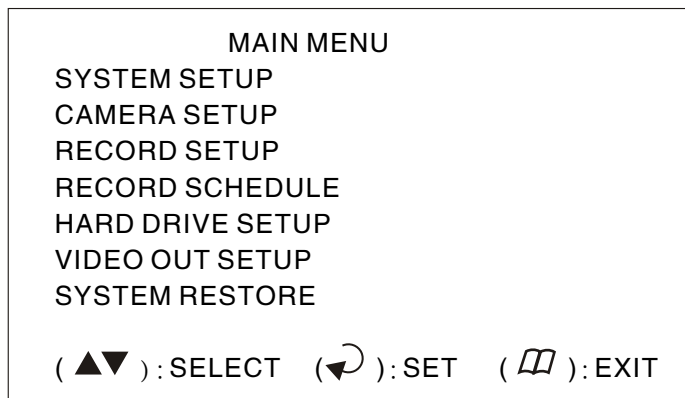 MAIN MENU
SYSTEM SETUP
CAMERA SETUP
RECORD SETUP
RECORD SCHEDULE
HARD DRIVE SETUP
VIDEO OUT SETUP
SYSTEM RESTORE
( ▲▼ ) : SELECT ( ) : SET ( ) : EXIT